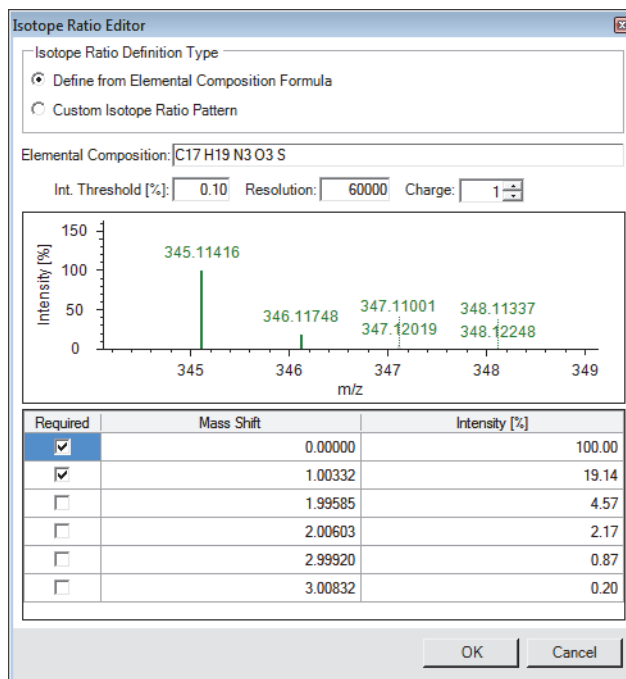 Isotope Ratio Editor
Isotope Ratio Definition Type
Define from Elemental Composition Formula
Custom Isotope Ratio Pattern
Elemental Composition: C17 H19 N3 O3 S
Int. Threshold [%]: 0.10 Resolution: 60000 Charge: 1
150
100
50
0
Intensity [%]
345.11416
346.11748
347.11001
347.12019
348.11337
348.12248
345 346 347 348 349
m/z
Required Mass Shift Intensity [%]
0.00000 100.00
1.00332 19.14
1.99585 4.57
2.00603 2.17
2.99920 0.87
3.00832 0.20
OK Cancel